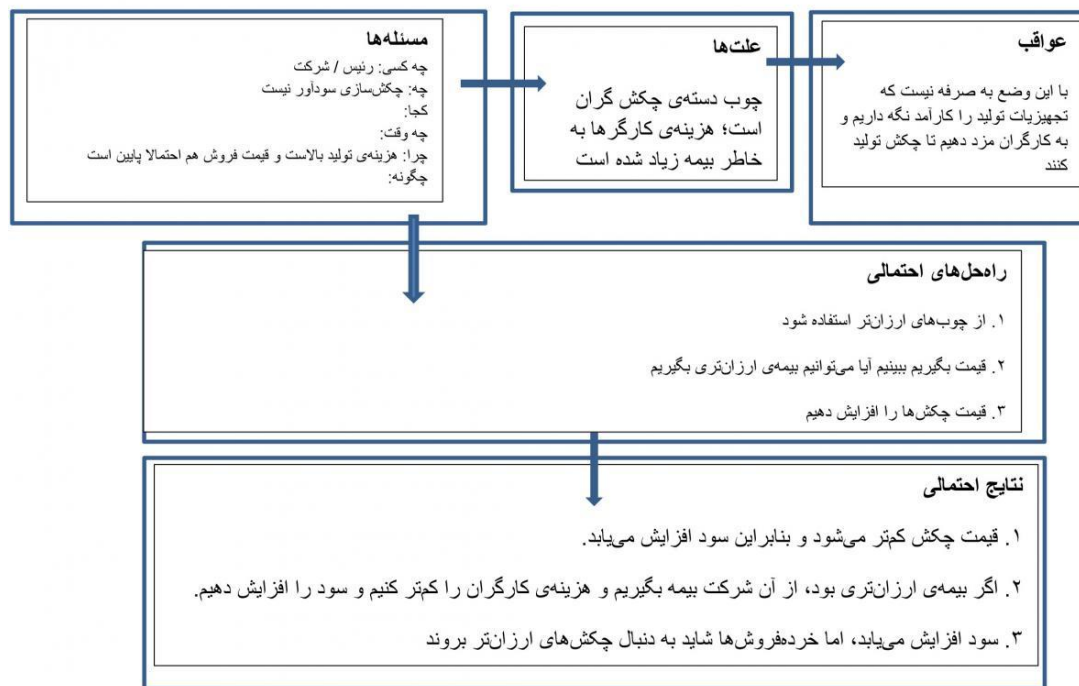 مسئله‌ها
چه کسی: رئیس / شرکت
چه: چکش‌سازی سودآور نیست
کجا:
چه وقت:
چرا: هزینه‌ی تولید بالاست و قیمت فروش هم احتمالا پایین است
چگونه:
علت‌ها
چوب دسته‌ی چکش گران
است؛ هزینه‌ی کارگرها به
خاطر بیمه زیاد شده است
عواقب
با این وضع به صرفه نیست که
تجهیزیات تولید را کارآمد نگه داریم و
به کارگران مزد دهیم تا چکش تولید
کنند
راه‌حل‌های احتمالی
۱. از چوب‌های ارزان‌تر استفاده شود
۲. قیمت بگیریم ببینیم آیا می‌توانیم بیمه‌ی ارزان‌تری بگیریم
۳. قیمت چکش‌ها را افزایش دهیم
نتایج احتمالی
۱. قیمت چکش کم‌تر می‌شود و بنابراین سود افزایش می‌یابد.
۲. اگر بیمه‌ی ارزان‌تری بود، از آن شرکت بیمه بگیریم و هزینه‌ی کارگران را کم‌تر کنیم و سود را افزایش دهیم.
۳. سود افزایش می‌یابد، اما خرده‌فروش‌ها شاید به دنبال چکش‌های ارزان‌تر بروند